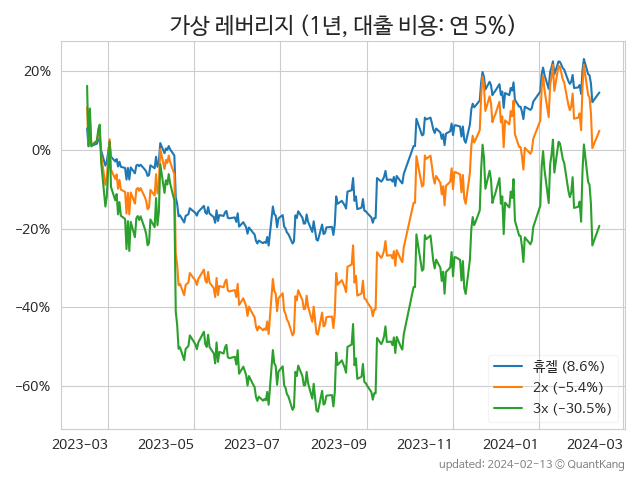 가상 레버리지 (1년, 대출 비용: 연 5%)
20%
0%
−20%
−40%
−60%
휴젤 (8.6%)
2x (−5.4%)
3x (−30.5%)
2023-03 2023-05 2023-07 2023-09 2023-11 2024-01 2024-03
updated: 2024-02-13 © QuantKang